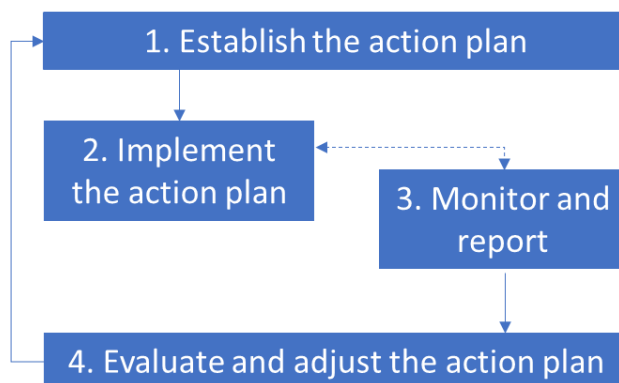 1. Establish the action plan
2. Implement
the action plan
3. Monitor and
report
4. Evaluate and adjust the action plan